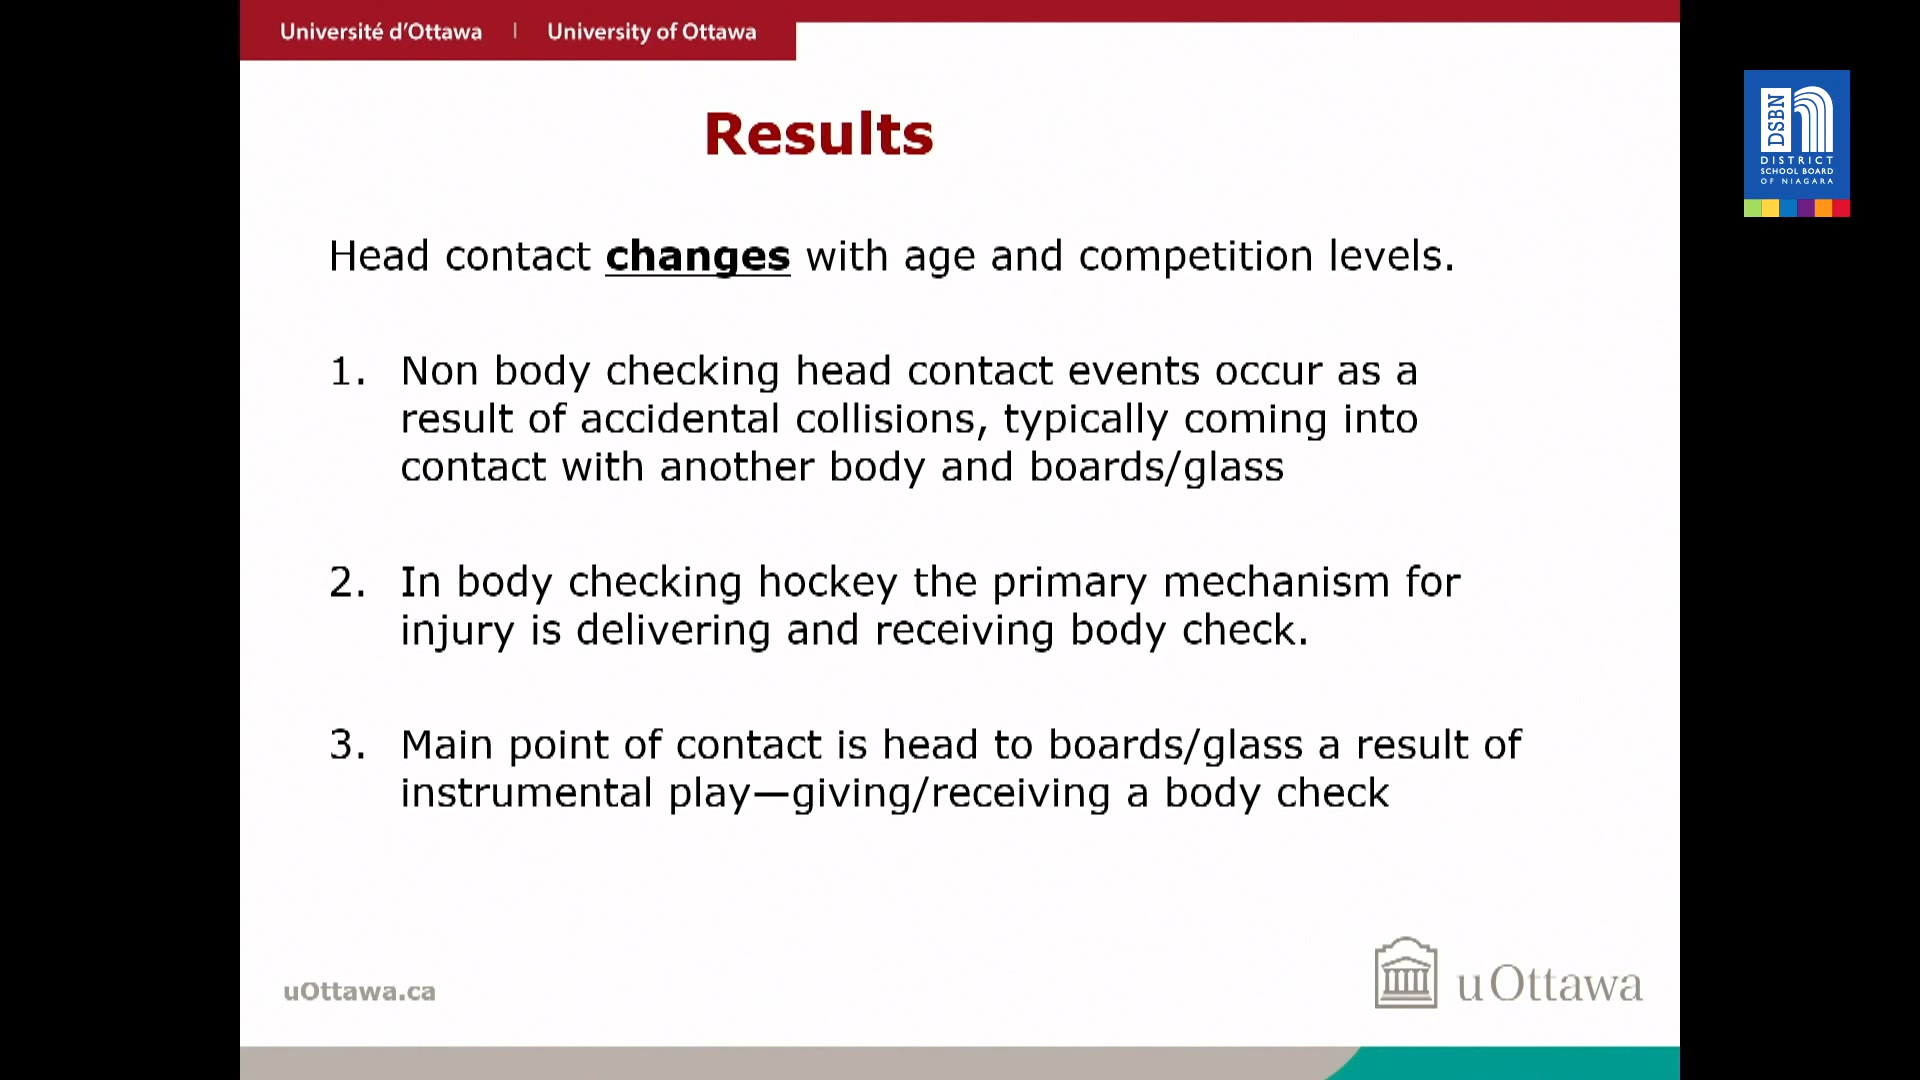 Université d'Ottawa | University of Ottawa
DSBN
DISTRICT
SCHOOL BOARD
OF NIAGARA
Results
Head contact changes with age and competition levels.
1. Non body checking head contact events occur as a
result of accidental collisions, typically coming into
contact with another body and boards/glass
2. In body checking hockey the primary mechanism for
injury is delivering and receiving body check.
3. Main point of contact is head to boards/glass a result of
instrumental play—giving/receiving a body check
uOttawa.ca
uOttawa